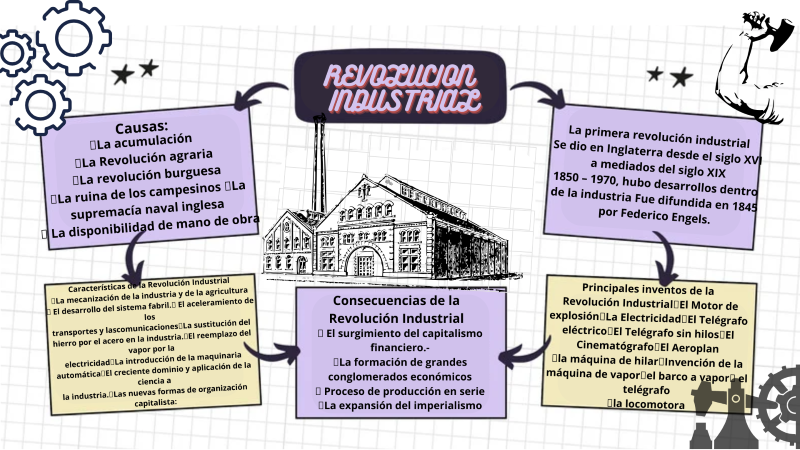 REVOLUCION
INDUSTRIAL
Causas:
▯La acumulación
▯La Revolución agraria
▯La revolución burguesa
▯La ruina de los campesinos ▯La
supremacía naval inglesa
▯ La disponibilidad de mano de obra
La primera revolución industrial
Se dio en Inglaterra desde el siglo XVI
a mediados del siglo XIX
1850 – 1970, hubo desarrollos dentro
de la industria Fue difundida en 1845
por Federico Engels.
Características de la Revolución Industrial
▯La mecanización de la industria y de la agricultura
▯ El desarrollo del sistema fabril.▯ El aceleramiento de
los
transportes y lascomunicaciones▯La sustitución del
hierro por el acero en la industria.▯El reemplazo del
vapor por la
electricidad▯La introducción de la maquinaria
automática▯El creciente dominio y aplicación de la
ciencia a
la industria.▯Las nuevas formas de organización
capitalista:
Consecuencias de la
Revolución Industrial
▯ El surgimiento del capitalismo
financiero.-
▯La formación de grandes
conglomerados económicos
▯ Proceso de producción en serie
▯La expansión del imperialismo
Principales inventos de la
Revolución Industrial▯El Motor de
explosión▯La Electricidad▯El Telégrafo
eléctrico▯El Telégrafo sin hilos▯El
Cinematógrafo▯El Aeroplan
▯la máquina de hilar▯Invención de la
máquina de vapor▯el barco a vapor▯ el
telégrafo
▯la locomotora